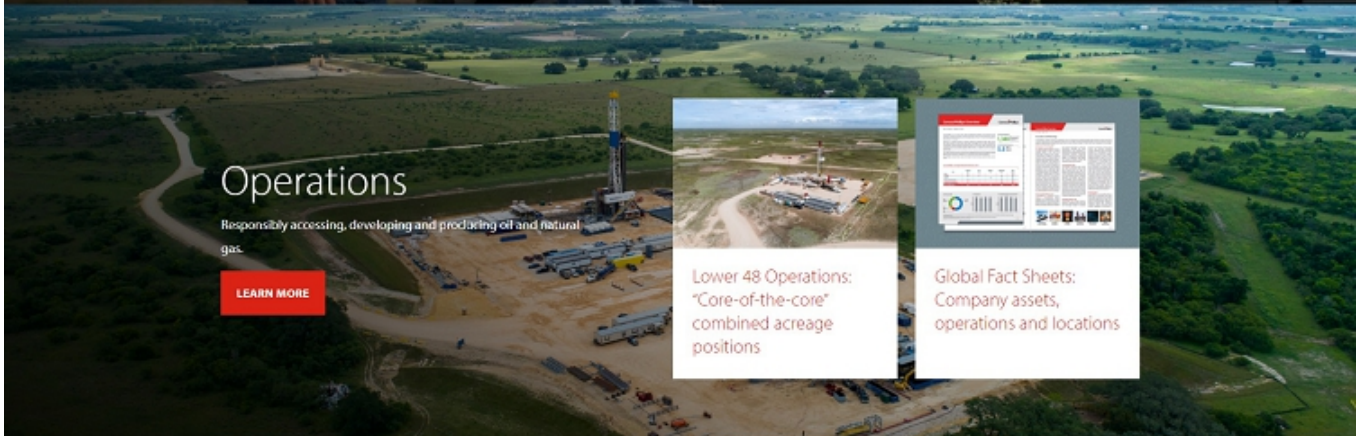 Operations
Responsibly accessing, developing and producing oil and natural
gas.
LEARN MORE
Lower 48 Operations:
“Core-of-the-core”
combined acreage
positions
Global Fact Sheets:
Company assets,
operations and locations